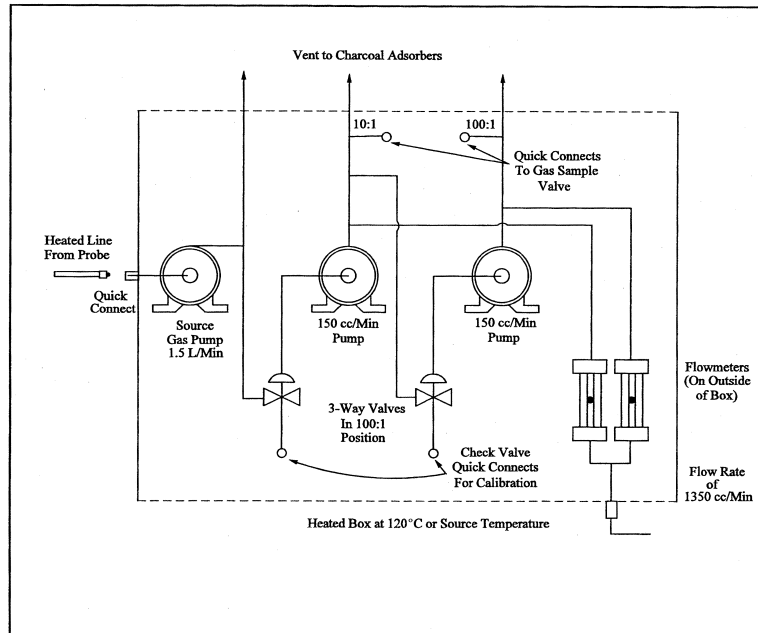 Vent to Charcoal Adsorbers
10:1
100:1
Quick Connects
To Gas Sample
Valve
Heated Line
From Probe
Quick
Connect
Source
Gas Pump
1.5 L/Min
150 cc/Min
Pump
150 cc/Min
Pump
Flowmeters
(On Outside
of Box)
3-Way Valves
In 100:1
Position
Check Valve
Quick Connects
For Calibration
Flow Rate
of
1350 cc/Min
Heated Box at 120°C or Source Temperature